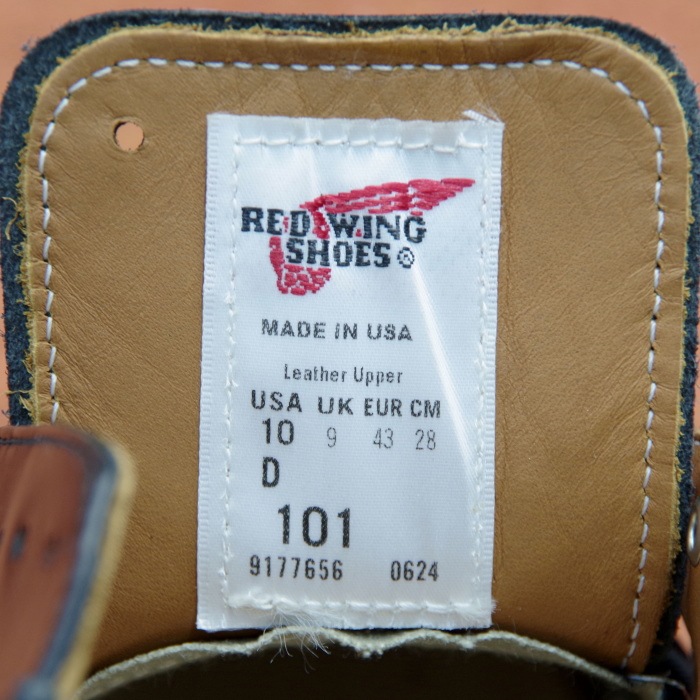 RED WING
SHOES ®
MADE IN USA
Leather Upper
USA UK EUR CM
10 9 43 28
D
101
9177656 0624